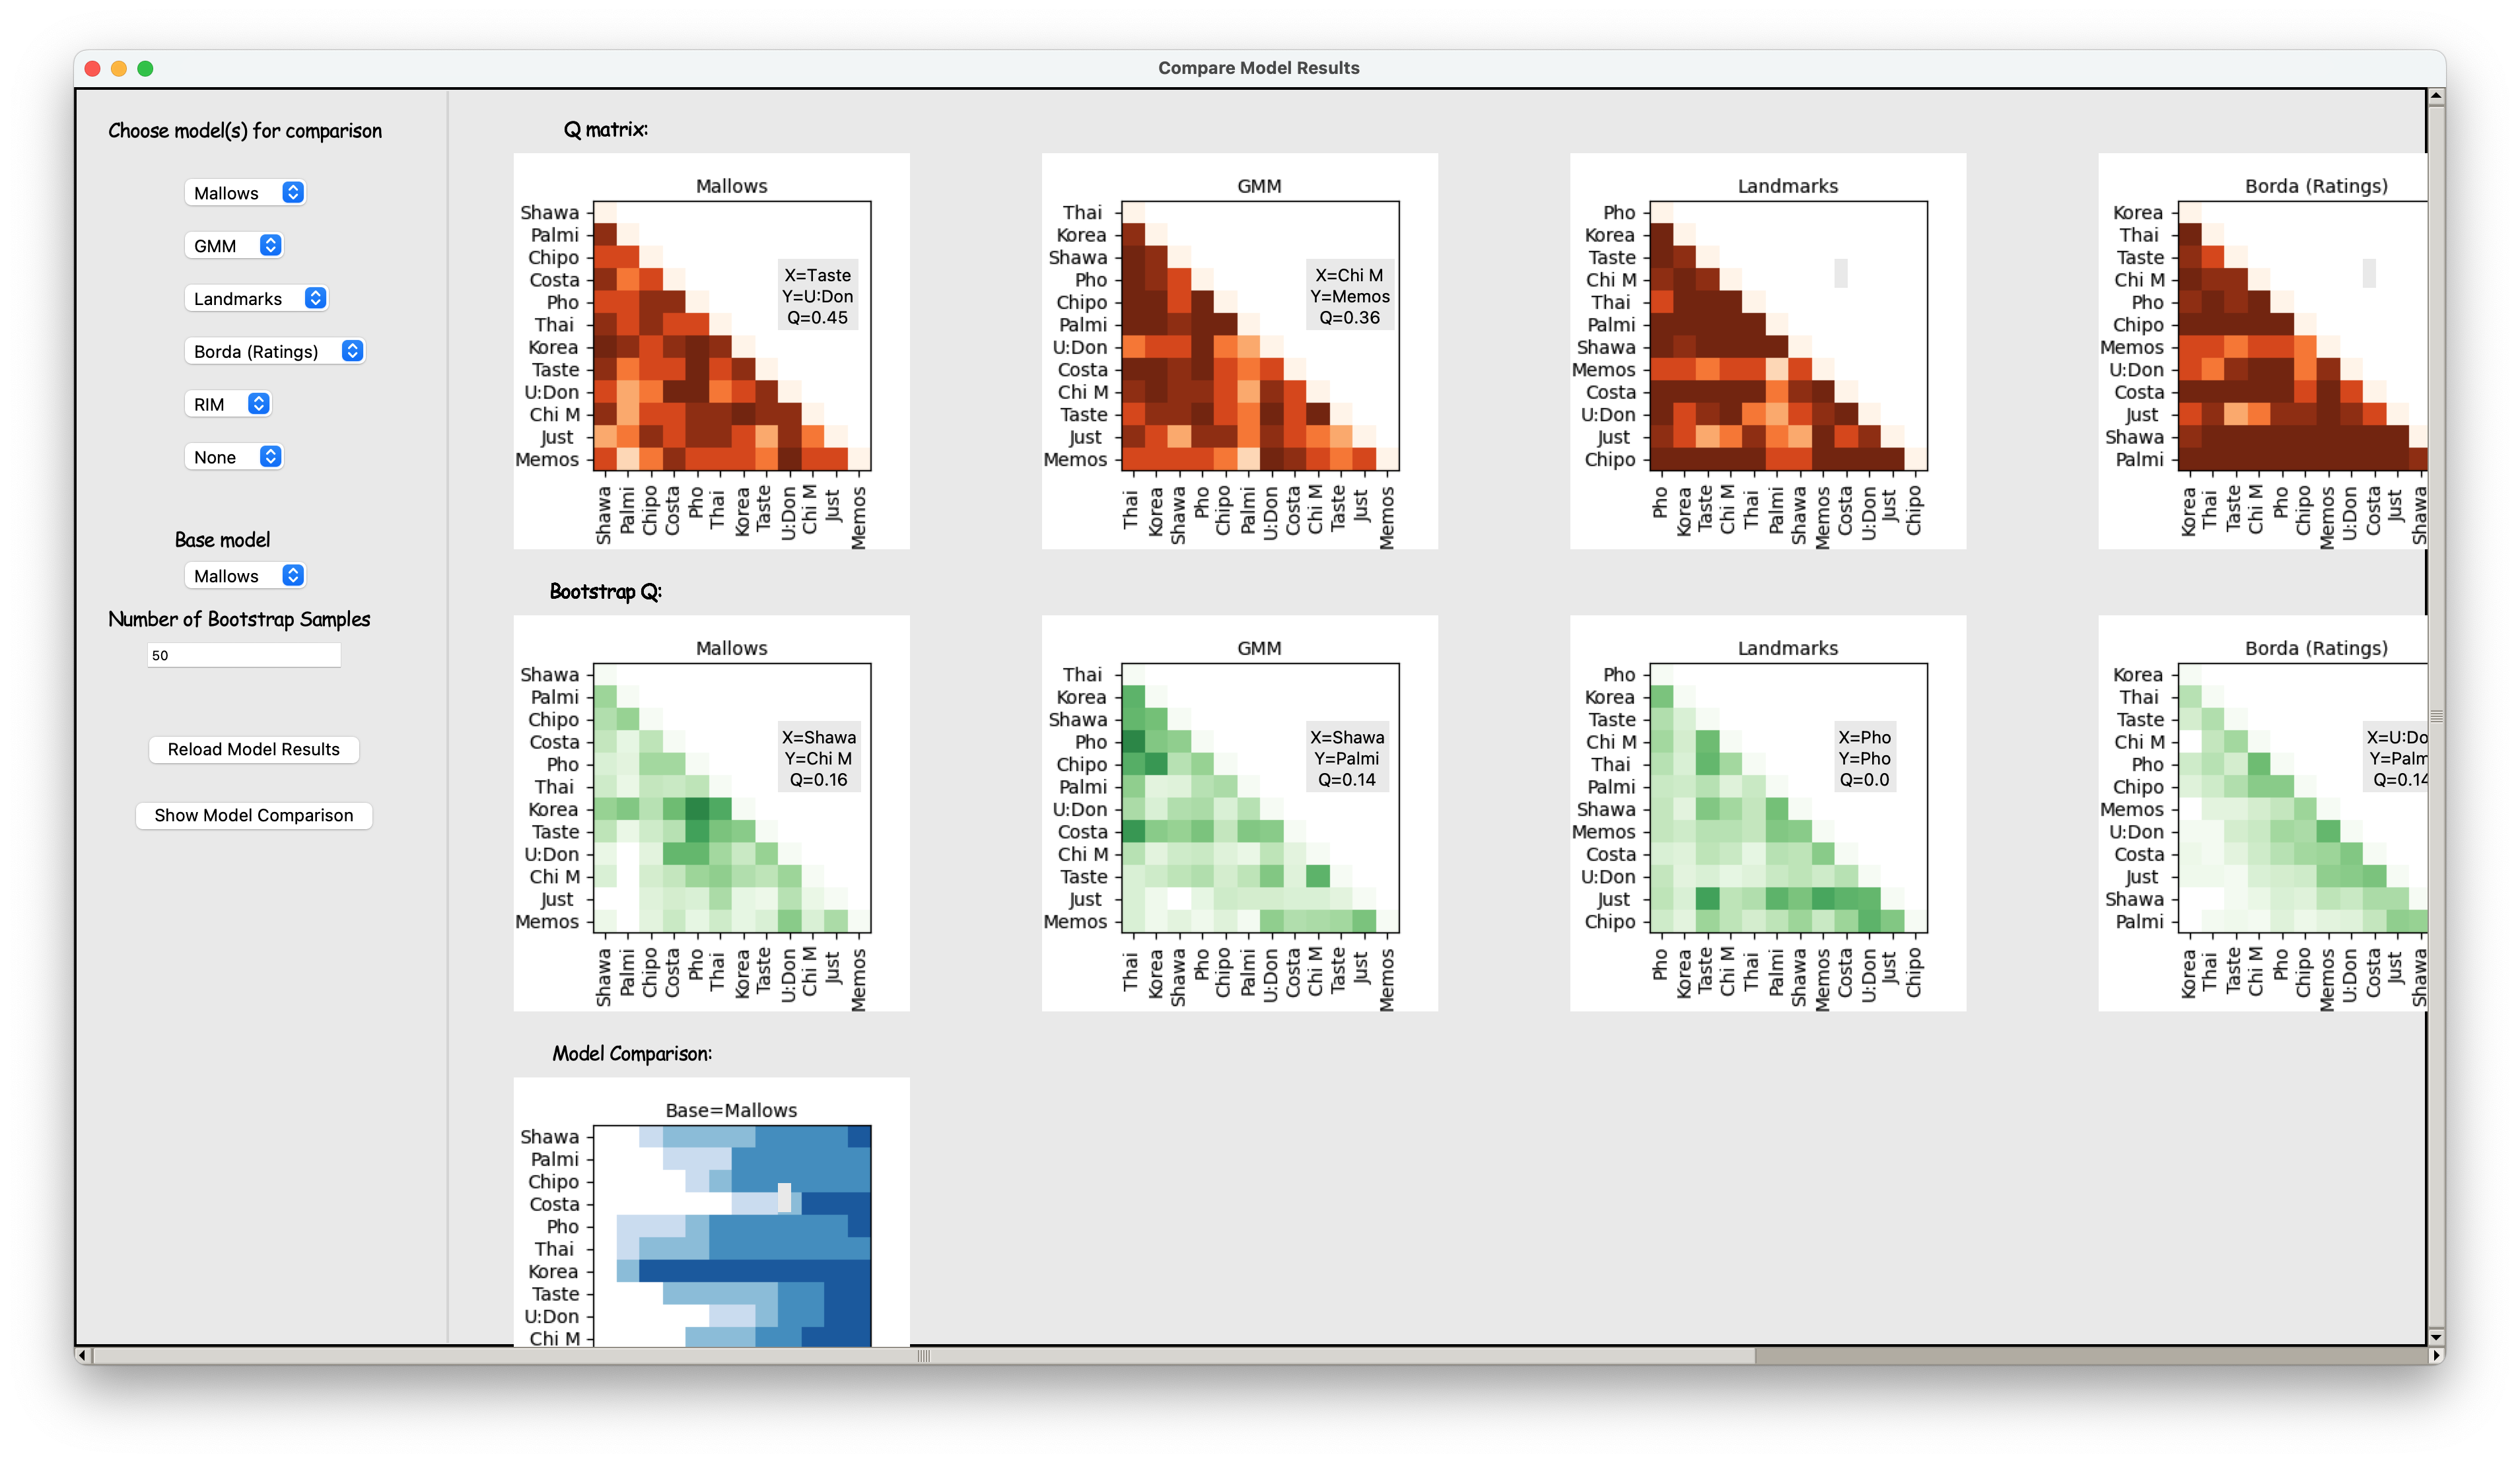 Compare Model Results
Choose model(s) for comparison
Mallows
GMM
Landmarks
Borda (Ratings)
RIM
None
Base model
Mallows
Number of Bootstrap Samples
50
Reload Model Results
Show Model Comparison
Q matrix:
Mallows
Shawa
Palmi
Chipo
Costa
Pho
Thai
Korea
Taste
U:Don
Chi M
Just
Memos
X=Taste
Y=U:Don
Q=0.45
Shawa Palmi Chipo Costa Pho Thai Korea Taste U:Don Chi M Just Memos
GMM
Thai
Korea
Shawa
Pho
Chipo
Palmi
U:Don
Costa
Chi M
Taste
Just
Memos
X=Chi M
Y=Memos
Q=0.36
Thai Korea Shawa Pho Chipo Palmi U:Don Costa Chi M Taste Just Memos
Landmarks
Pho
Korea
Taste
Chi M
Thai
Palmi
Shawa
Memos
Costa
U:Don
Just
Chipo
Pho Korea Taste Chi M Thai Palmi Shawa Memos Costa U:Don Just Chipo
Borda (Ratings)
Korea
Thai
Taste
Chi M
Pho
Chipo
Memos
U:Don
Costa
Just
Shawa
Palmi
Korea Thai Taste Chi M Pho Chipo Memos U:Don Costa Just Shawa
Bootstrap Q:
Mallows
Shawa
Palmi
Chipo
Costa
Pho
Thai
Korea
Taste
U:Don
Chi M
Just
Memos
X=Shawa
Y=Chi M
Q=0.16
Shawa Palmi Chipo Costa Pho Thai Korea Taste U:Don Chi M Just Memos
GMM
Thai
Korea
Shawa
Pho
Chipo
Palmi
U:Don
Costa
Chi M
Taste
Just
Memos
X=Shawa
Y=Palmi
Q=0.14
Thai Korea Shawa Pho Chipo Palmi U:Don Costa Chi M Taste Just Memos
Landmarks
Pho
Korea
Taste
Chi M
Thai
Palmi
Shawa
Memos
Costa
U:Don
Just
Chipo
X=Pho
Y=Pho
Q=0.0
Pho Korea Taste Chi M Thai Palmi Shawa Memos Costa U:Don Just Chipo
Borda (Ratings)
Korea
Thai
Taste
Chi M
Pho
Chipo
Memos
U:Don
Costa
Just
Shawa
Palmi
X=U:Do
Y=Palm
Q=0.14
Korea Thai Taste Chi M Pho Chipo Memos U:Don Costa Just Shawa
Model Comparison:
Base=Mallows
Shawa
Palmi
Chipo
Costa
Pho
Thai
Korea
Taste
U:Don
Chi M